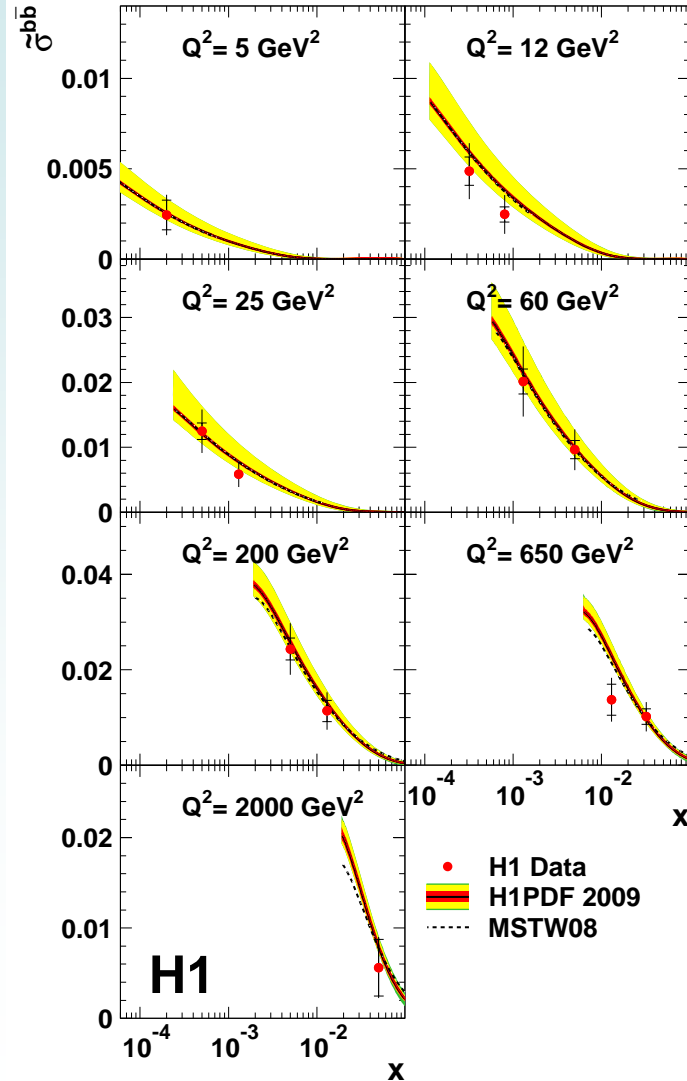 σ̃^{bb̄}
Q² = 5 GeV²
Q² = 12 GeV²
0.01
0.005
0
Q² = 25 GeV²
Q² = 60 GeV²
0.03
0.02
0.01
0
Q² = 200 GeV²
Q² = 650 GeV²
0.04
0.02
0
10⁻⁴ 10⁻³ 10⁻²
x
Q² = 2000 GeV²
0.02
0.01
0
H1 Data
H1PDF 2009
MSTW08
H1
10⁻⁴ 10⁻³ 10⁻²
x